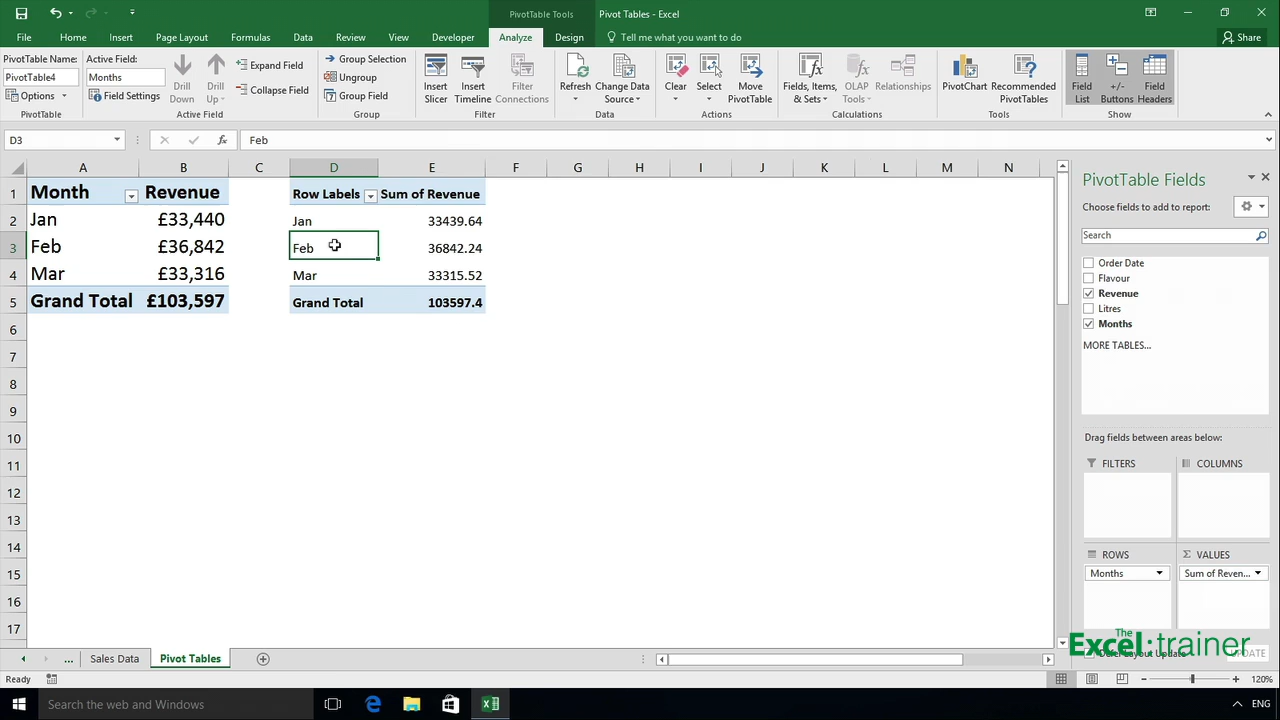 PivotTable Tools
Pivot Tables - Excel
File Home Insert Page Layout Formulas Data Review View Developer Analyze Design Tell me what you want to do Share
PivotTable Name:
PivotTable4
Options
PivotTable
Active Field:
Months
Field Settings
Drill Down
Drill Up
Expand Field
Collapse Field
Active Field
Group Selection
Ungroup
Group Field
Group
Insert Slicer
Insert Timeline
Filter Connections
Filter
Refresh
Change Data Source
Data
Clear
Select
Move PivotTable
Actions
Fields, Items, & Sets
OLAP Tools
Relationships
Calculations
PivotChart
Recommended PivotTables
Tools
Field List
+/- Buttons
Field Headers
Show
D3 fx Feb
A B C D E F G H I J K L M N
1 Month Revenue Row Labels Sum of Revenue
2 Jan £33,440 Jan 33439.64
3 Feb £36,842 Feb 36842.24
4 Mar £33,316 Mar 33315.52
5 Grand Total £103,597 Grand Total 103597.4
6
7
8
9
10
11
12
13
14
15
16
17
PivotTable Fields
Choose fields to add to report:
Search
Order Date
Flavour
Revenue
Litres
Months
MORE TABLES...
Drag fields between areas below:
FILTERS COLUMNS
ROWS Σ VALUES
Months Sum of Reven...
The Excel:trainer
Defer Layout Update UPDATE
... Sales Data Pivot Tables
Ready 120%
Search the web and Windows ENG